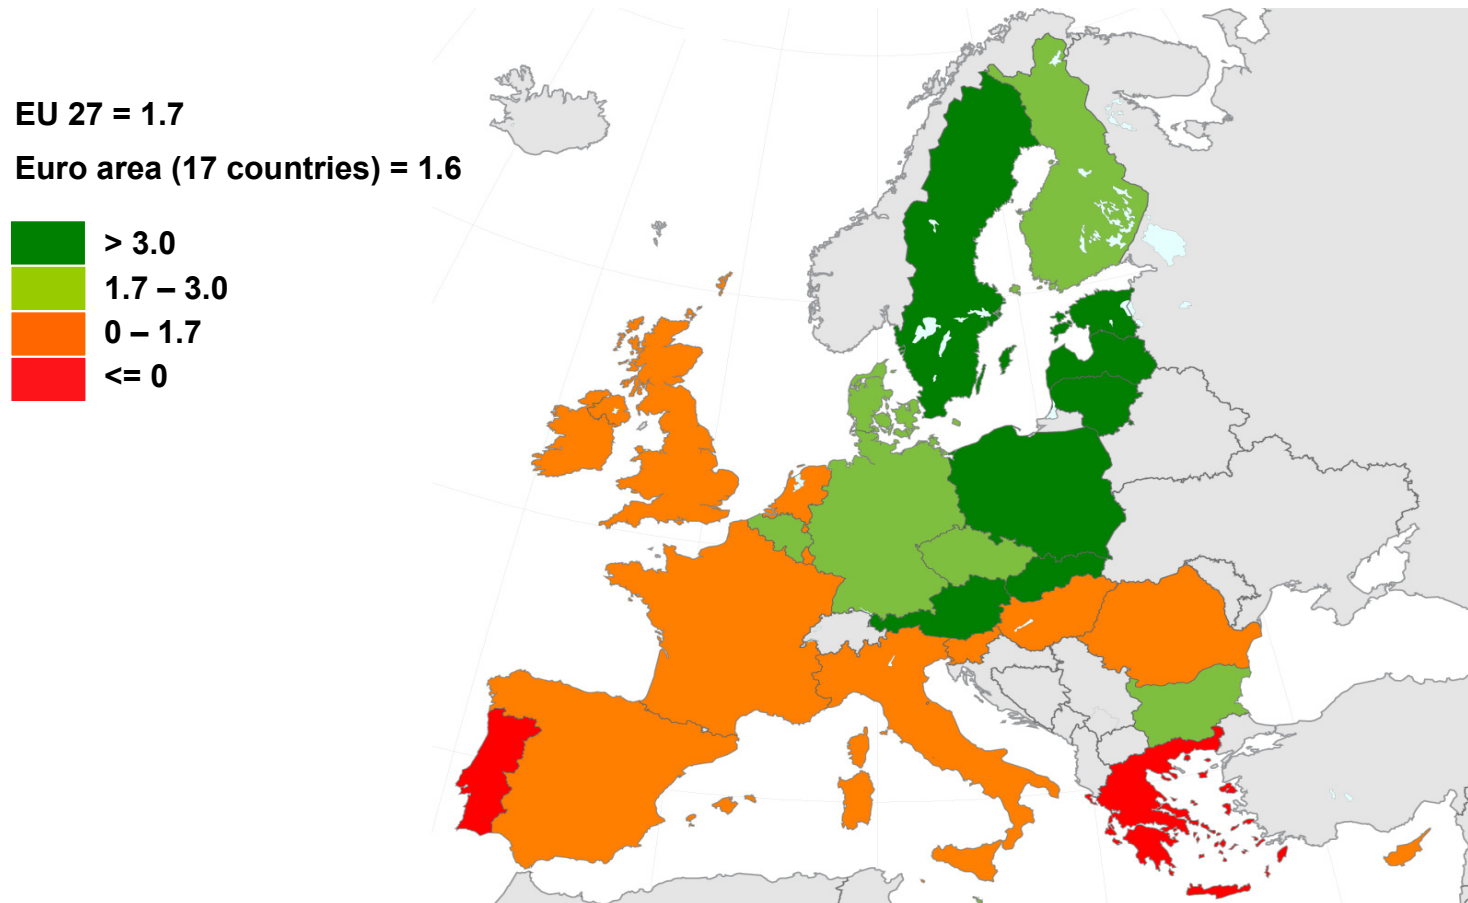 EU 27 = 1.7
Euro area (17 countries) = 1.6
> 3.0
1.7 – 3.0
0 – 1.7
<= 0